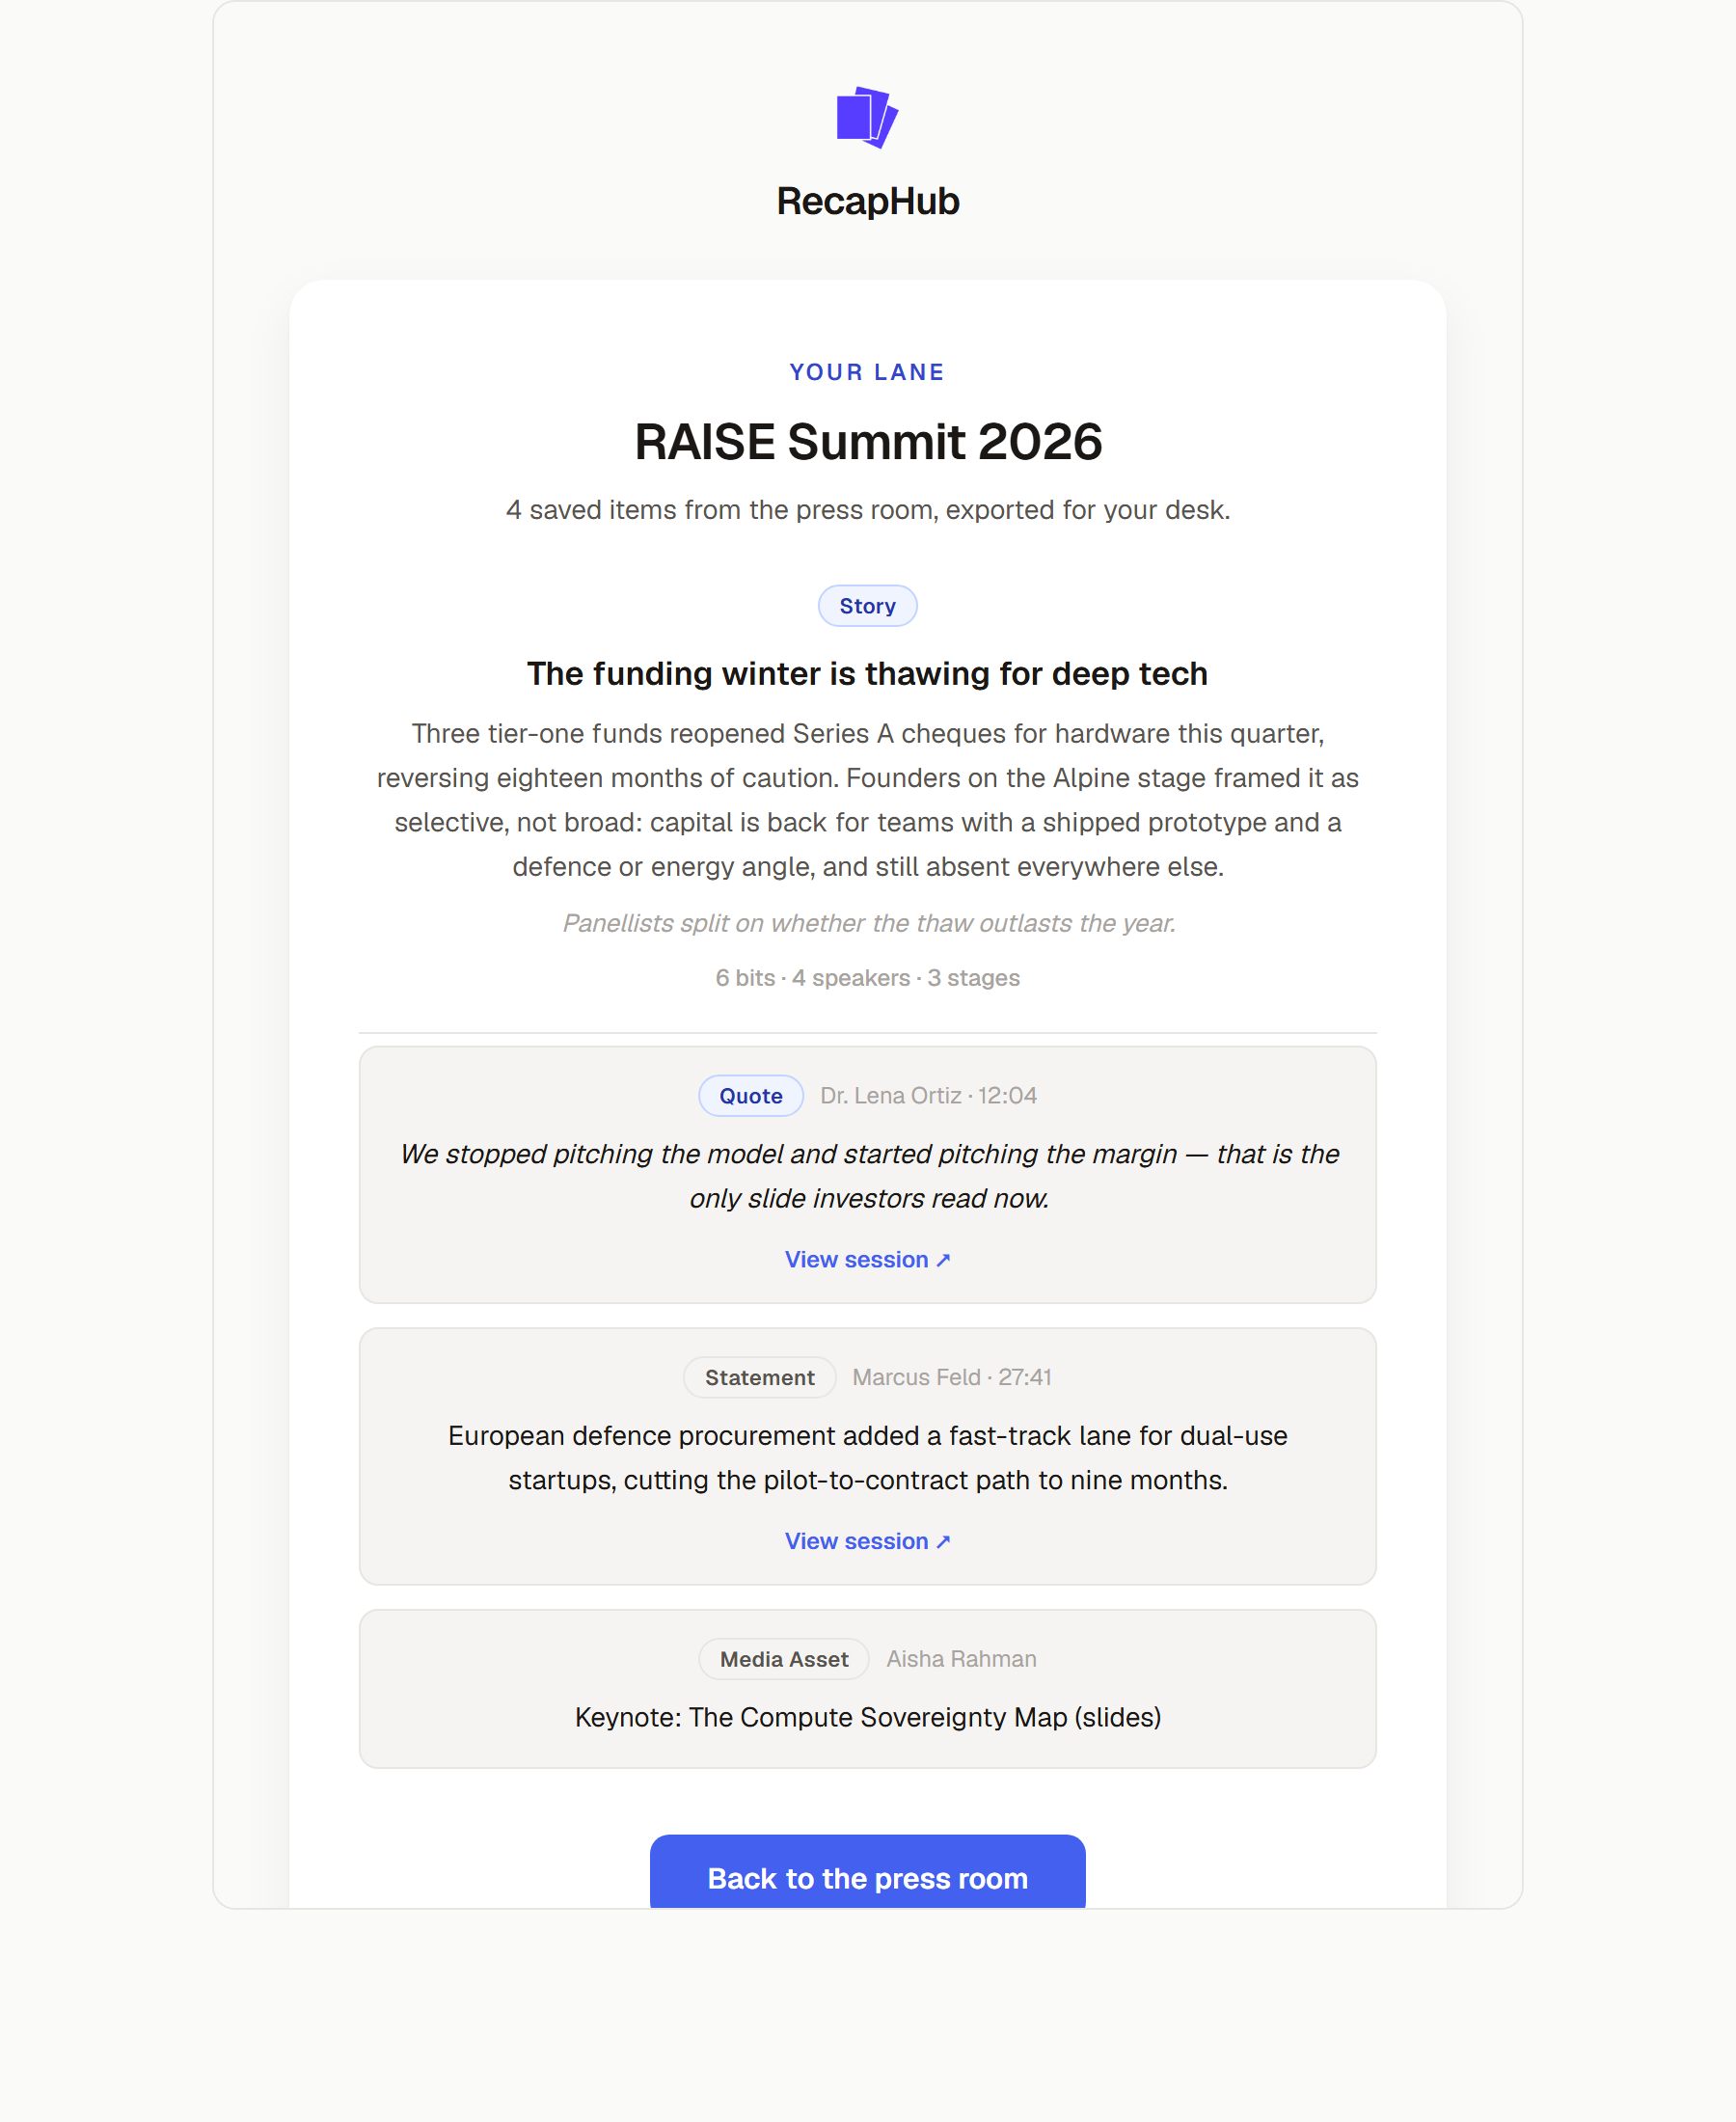 RecapHub
YOUR LANE
RAISE Summit 2026
4 saved items from the press room, exported for your desk.
Story
The funding winter is thawing for deep tech
Three tier-one funds reopened Series A cheques for hardware this quarter,
reversing eighteen months of caution. Founders on the Alpine stage framed it as
selective, not broad: capital is back for teams with a shipped prototype and a
defence or energy angle, and still absent everywhere else.
Panellists split on whether the thaw outlasts the year.
6 bits · 4 speakers · 3 stages
Quote Dr. Lena Ortiz · 12:04
We stopped pitching the model and started pitching the margin — that is the
only slide investors read now.
View session ↗
Statement Marcus Feld · 27:41
European defence procurement added a fast-track lane for dual-use
startups, cutting the pilot-to-contract path to nine months.
View session ↗
Media Asset Aisha Rahman
Keynote: The Compute Sovereignty Map (slides)
Back to the press room